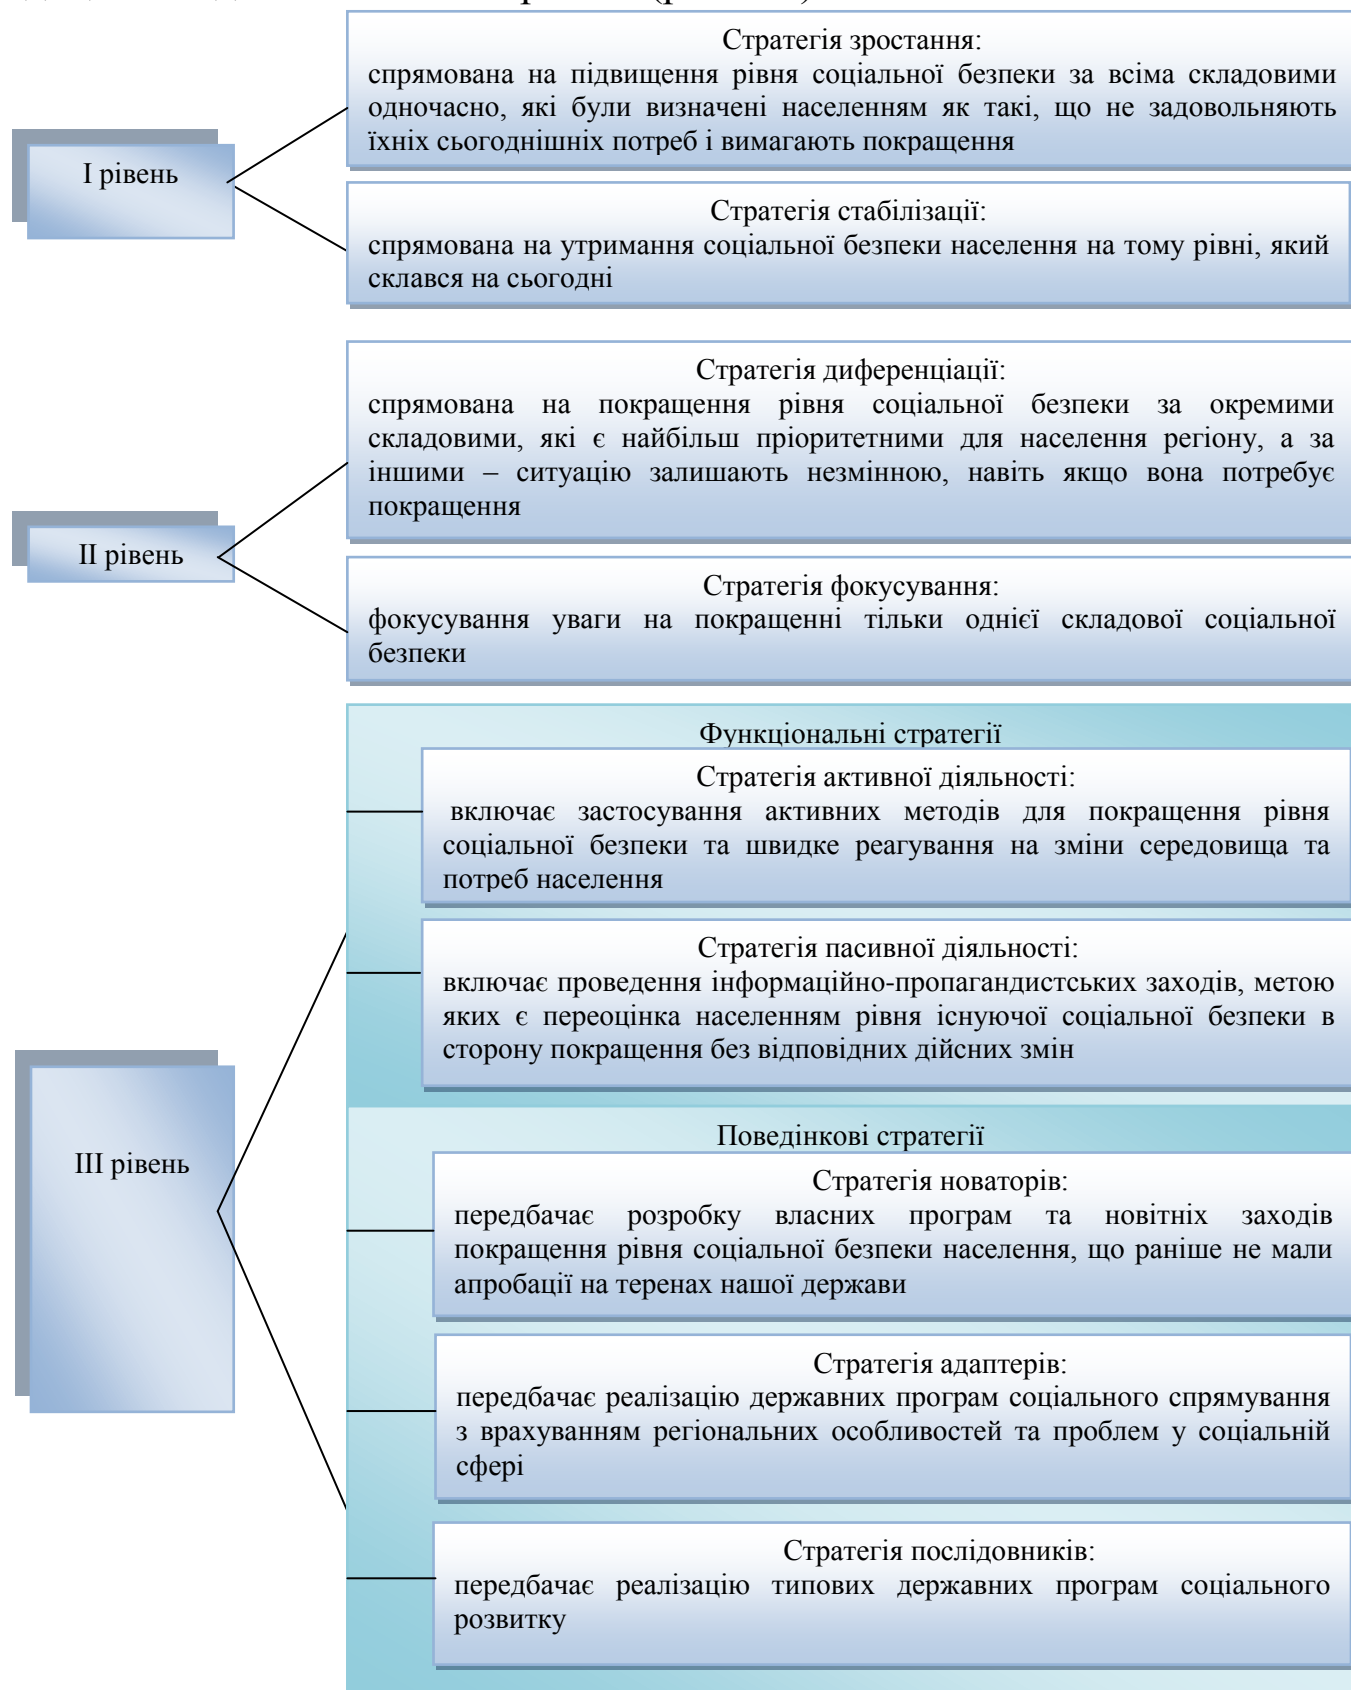 Стратегія зростання:
спрямована на підвищення рівня соціальної безпеки за всіма складовими
одночасно, які були визначені населенням як такі, що не задовольняють
їхніх сьогоднішніх потреб і вимагають покращення
І рівень
Стратегія стабілізації:
спрямована на утримання соціальної безпеки населення на тому рівні, який
склався на сьогодні
Стратегія диференціації:
спрямована на покращення рівня соціальної безпеки за окремими
складовими, які є найбільш пріоритетними для населення регіону, а за
іншими – ситуацію залишають незмінною, навіть якщо вона потребує
покращення
ІІ рівень
Стратегія фокусування:
фокусування уваги на покращенні тільки однієї складової соціальної
безпеки
Функціональні стратегії
Стратегія активної діяльності:
включає застосування активних методів для покращення рівня
соціальної безпеки та швидке реагування на зміни середовища та
потреб населення
Стратегія пасивної діяльності:
включає проведення інформаційно-пропагандистських заходів, метою
яких є переоцінка населенням рівня існуючої соціальної безпеки в
сторону покращення без відповідних дійсних змін
ІІІ рівень
Поведінкові стратегії
Стратегія новаторів:
передбачає розробку власних програм та новітніх заходів
покращення рівня соціальної безпеки населення, що раніше не мали
апробації на теренах нашої держави
Стратегія адаптерів:
передбачає реалізацію державних програм соціального спрямування
з врахуванням регіональних особливостей та проблем у соціальній
сфері
Стратегія послідовників:
передбачає реалізацію типових державних програм соціального
розвитку